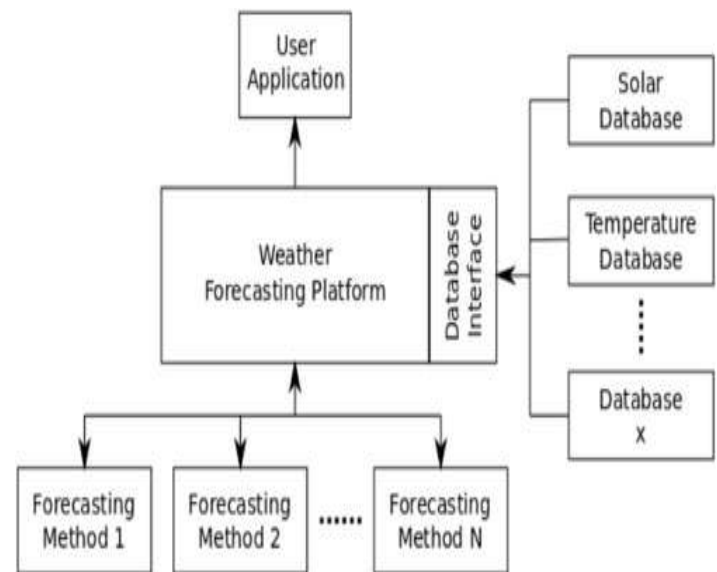 User
Application
Solar
Database
Weather
Forecasting Platform
Database
Interface
Temperature
Database
Database
X
Forecasting
Method 1
Forecasting
Method 2
Forecasting
Method N